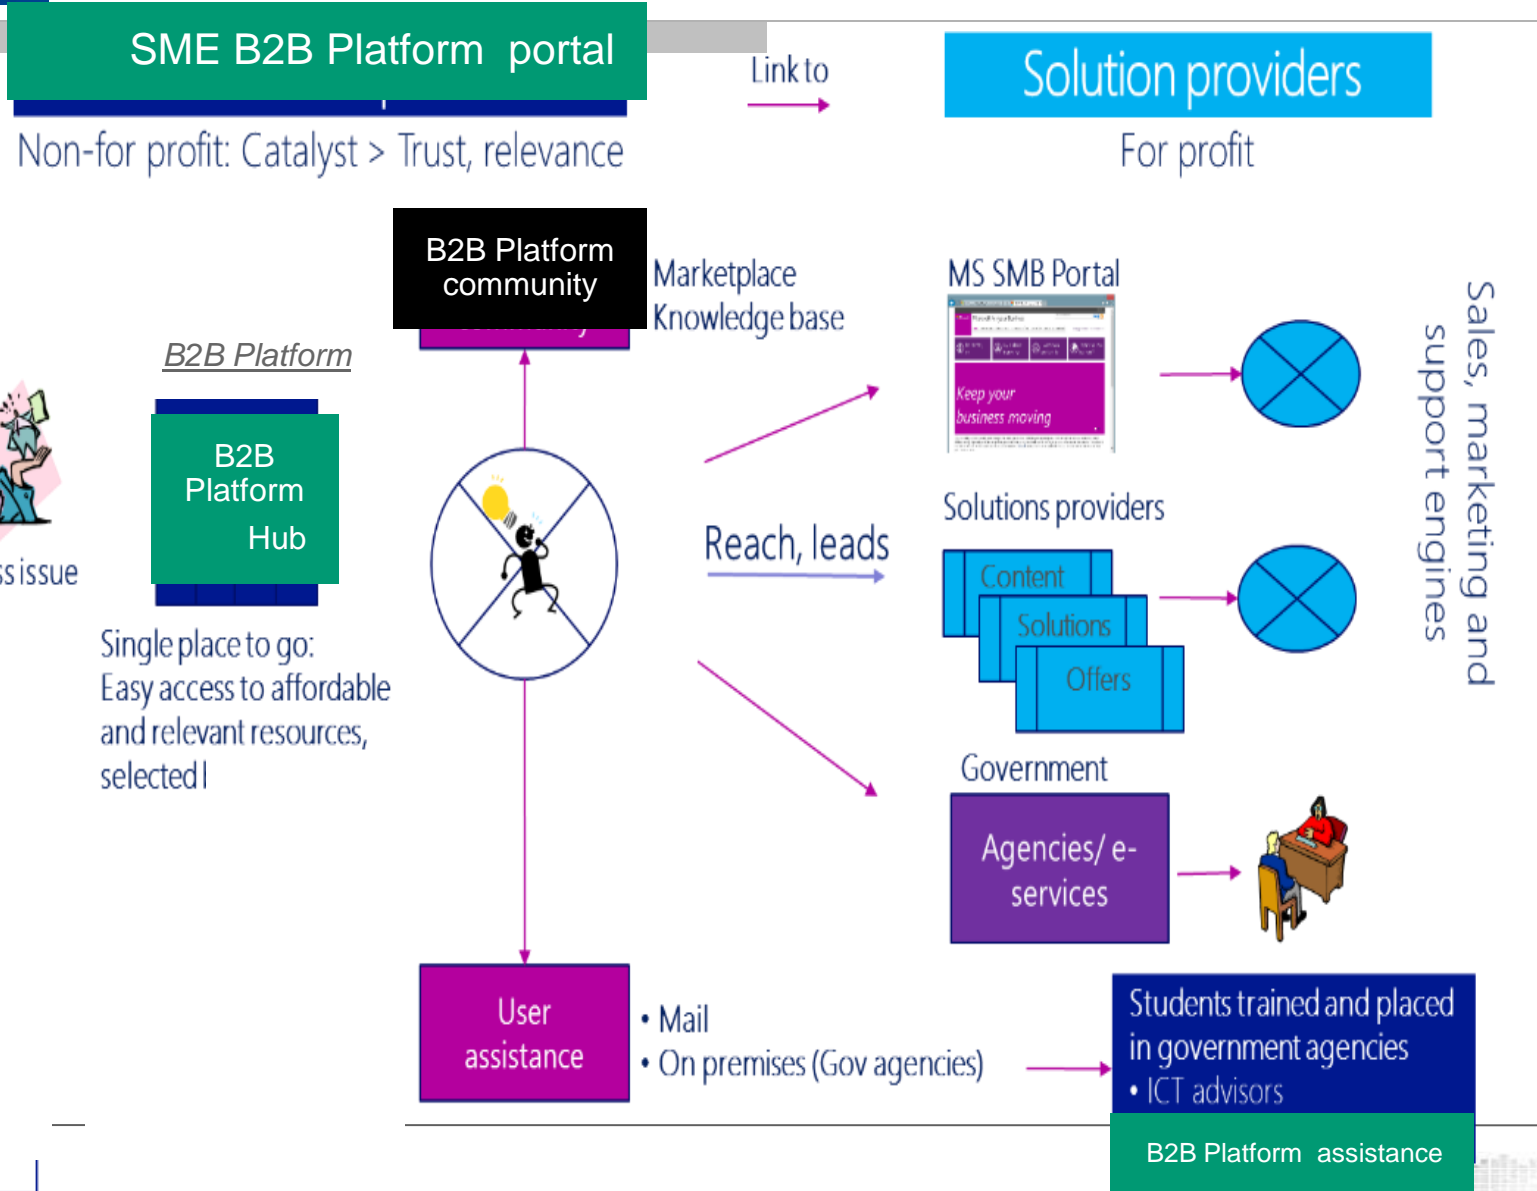 SME B2B Platform portal
Link to
Solution providers
Non-for profit: Catalyst > Trust, relevance
For profit
B2B Platform
community
Marketplace
Knowledge base
MS SMB Portal
Keep your
business moving
Sales, marketing and
support engines
B2B Platform
B2B
Platform
Hub
issue
Single place to go:
Easy access to affordable
and relevant resources,
selected
Reach, leads
Solutions providers
Content
Solutions
Offers
Government
Agencies/ e-
services
User
assistance
• Mail
• On premises (Gov agencies)
Students trained and placed
in government agencies
• ICT advisors
B2B Platform assistance